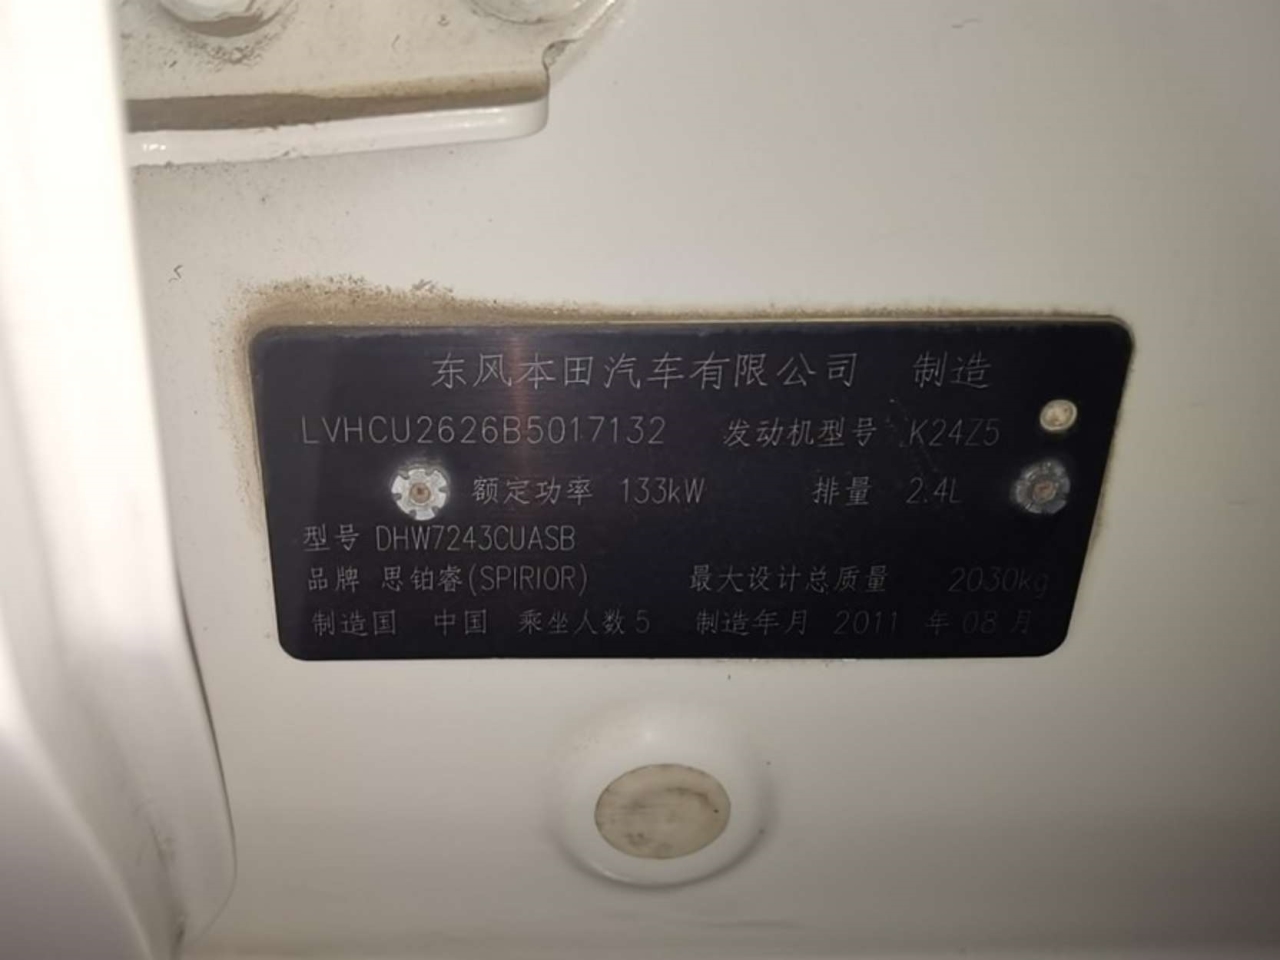 东风本田汽车有限公司 制造
LVHCU2626B5017132 发动机型号 K24Z5
额定功率 133kW 排量 2.4L
型号 DHW7243CUASB
品牌 思铂睿(SPIRIOR) 最大设计总质量 2030kg
制造国 中国 乘坐人数5 制造年月 2011 年 08 月